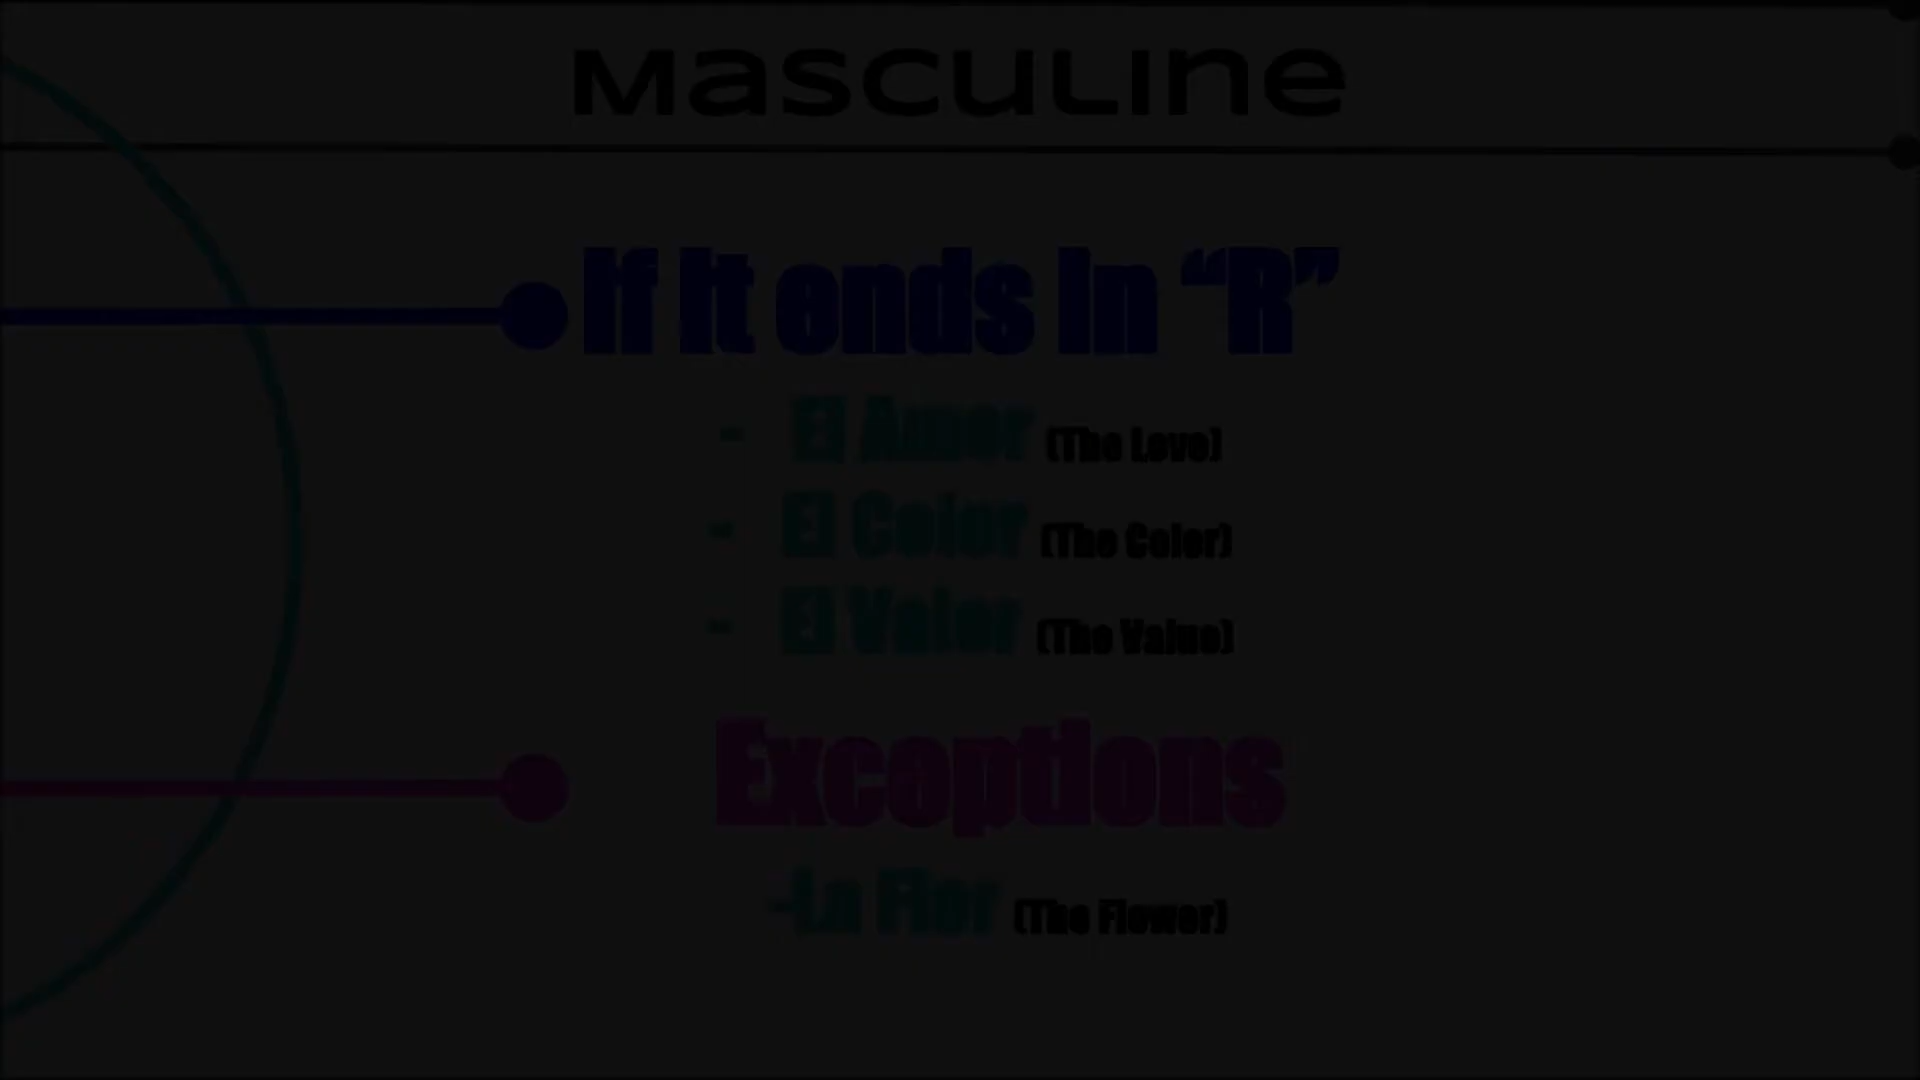 Masculine
If It ends In “R”
- El Amor (The Love)
- El Color (The Color)
- El Valor (The Value)
Exceptions
-La Flor (The Flower)